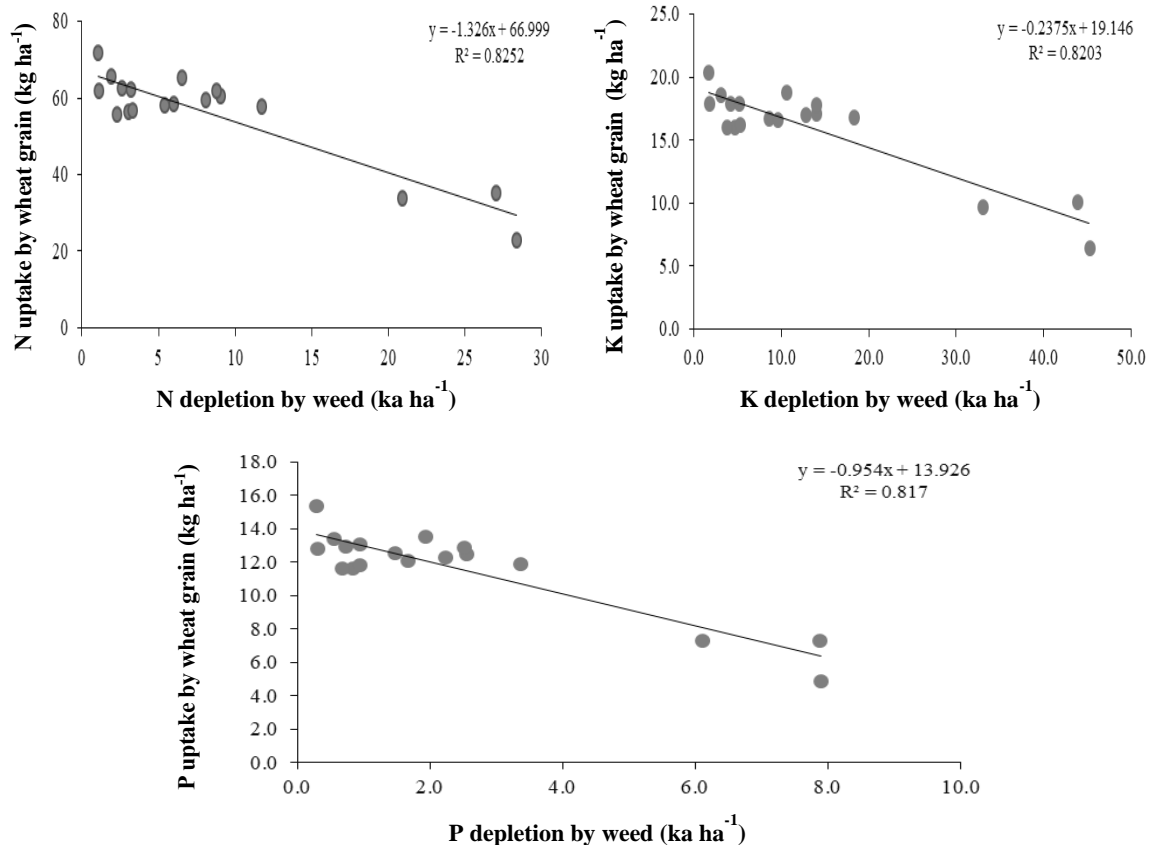 N uptake by wheat grain (kg ha⁻¹)
80
60
40
20
0
y = -1.326x + 66.999
R² = 0.8252
0 5 10 15 20 25 30
N depletion by weed (ka ha⁻¹)
K uptake by wheat grain (kg ha⁻¹)
25.0
20.0
15.0
10.0
5.0
0.0
y = -0.2375x + 19.146
R² = 0.8203
0.0 10.0 20.0 30.0 40.0 50.0
K depletion by weed (ka ha⁻¹)
P uptake by wheat grain (kg ha⁻¹)
18.0
16.0
14.0
12.0
10.0
8.0
6.0
4.0
2.0
0.0
y = -0.954x + 13.926
R² = 0.817
0.0 2.0 4.0 6.0 8.0 10.0
P depletion by weed (ka ha⁻¹)